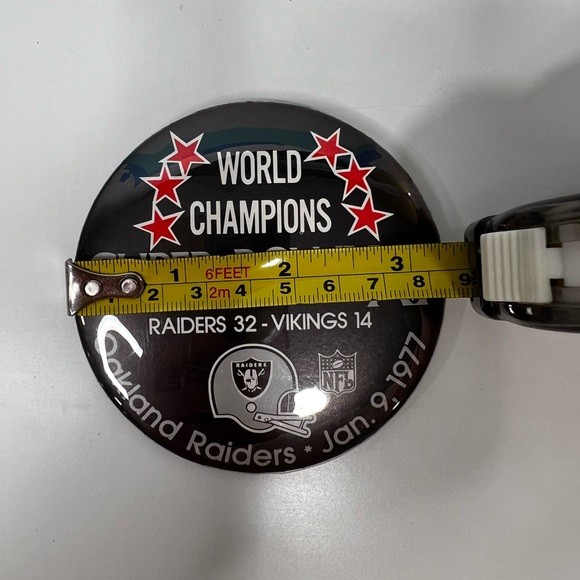 WORLD
CHAMPIONS
1 6FEET 2 3
2 3 2m 4 5 6 7 8 9
RAIDERS 32 - VIKINGS 14
RAIDERS
NFL
Oakland Raiders * Jan. 9, 1977